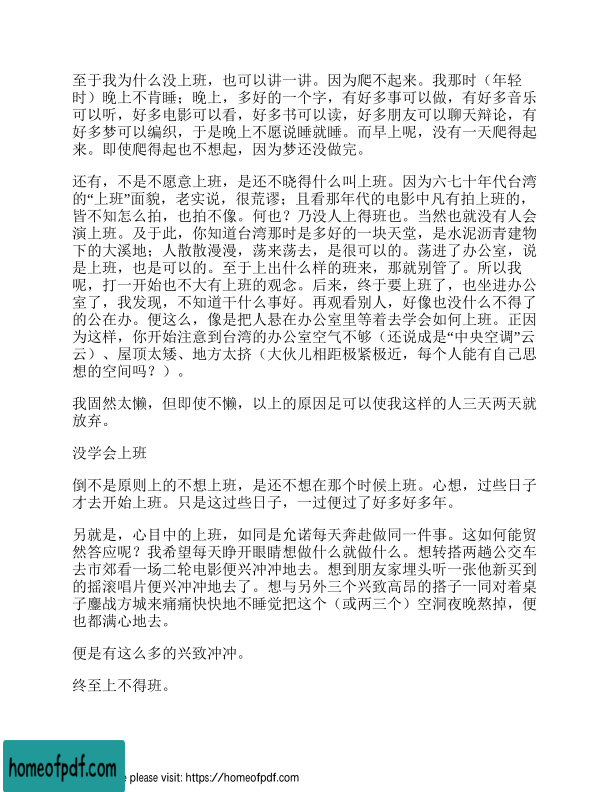 至于我为什么没上班，也可以讲一讲。因为爬不起来。我那时（年轻
时）晚上不肯睡；晚上，多好的一个字，有好多事可以做，有好多音乐
可以听，好多电影可以看，好多书可以读，好多朋友可以聊天辩论，有
好多梦可以编织，于是晚上不愿说睡就睡。而早上呢，没有一天爬得起
来。即使爬得起也不想起，因为梦还没做完。
还有，不是不愿意上班，是还不晓得什么叫上班。因为六七十年代台湾
的“上班”面貌，老实说，很荒谬；且看那年代的电影中凡有拍上班的，
皆不知怎么拍，也拍不像。何也？乃没人上得班也。当然也就没有人会
演上班。及于此，你知道台湾那时是多好的一块天堂，是水泥沥青建物
下的大溪地；人散散漫漫，荡来荡去，是很可以的。荡进了办公室，说
是上班，也是可以的。至于上出什么样的班来，那就别管了。所以我
呢，打一开始也不大有上班的观念。后来，终于要上班了，也坐进办公
室了，我发现，不知道干什么事好。再观看别人，好像也没什么不得了
的公在办。便这么，像是把人悬在办公室里等着去学会如何上班。正因
为这样，你开始注意到台湾的办公室空气不够（还说成是“中央空调”云
云）、屋顶太矮、地方太挤（大伙儿相距极紧极近，每个人能有自己思
想的空间吗？）。
我固然太懒，但即使不懒，以上的原因足可以使我这样的人三天两天就
放弃。
没学会上班
倒不是原则上的不想上班，是还不想在那个时候上班。心想，过些日子
才去开始上班。只是这过些日子，一过便过了好多好多年。
另就是，心目中的上班，如同是允诺每天奔赴做同一件事。这如何能贸
然答应呢？我希望每天睁开眼睛想做什么就做什么。想转搭两趟公交车
去市郊看一场二轮电影便兴冲冲地去。想到朋友家埋头听一张他新买到
的摇滚唱片便兴冲冲地去了。想与另外三个兴致高昂的搭子一同对着桌
子鏖战方城来痛痛快快地不睡觉把这个（或两三个）空洞夜晚熬掉，便
也都满心地去。
便是有这么多的兴致冲冲。
终至上不得班。
homeofpdf.com
e please visit: https://homeofpdf.com